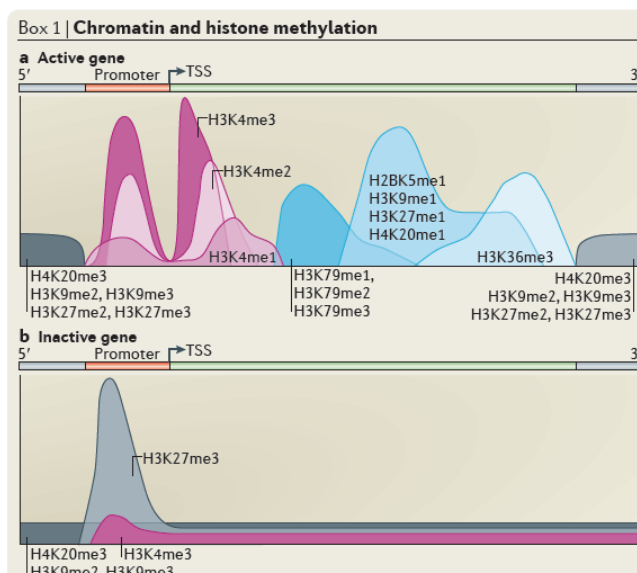 Box 1 | Chromatin and histone methylation
a Active gene
5′ Promoter TSS 3
H3K4me3
H3K4me2
H2BK5me1
H3K9me1
H3K27me1
H4K20me1
H3K4me1 H3K36me3
H4K20me3 H3K79me1, H4K20me3
H3K9me2, H3K9me3 H3K79me2 H3K9me2, H3K9me3
H3K27me2, H3K27me3 H3K79me3 H3K27me2, H3K27me3
b Inactive gene
5′ Promoter TSS 3
H3K27me3
H4K20me3 H3K4me3
H3K9me2, H3K9me3